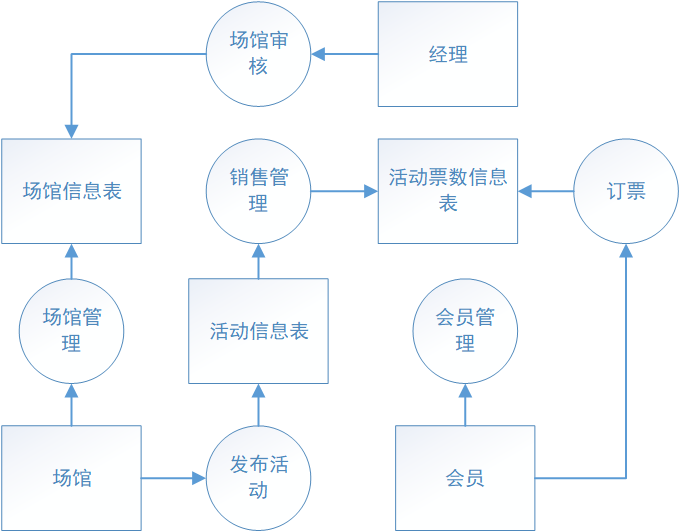 场馆审
核
经理
场馆信息表
销售管
理
活动票数信息
表
订票
场馆管
理
活动信息表
会员管
理
场馆
发布活
动
会员